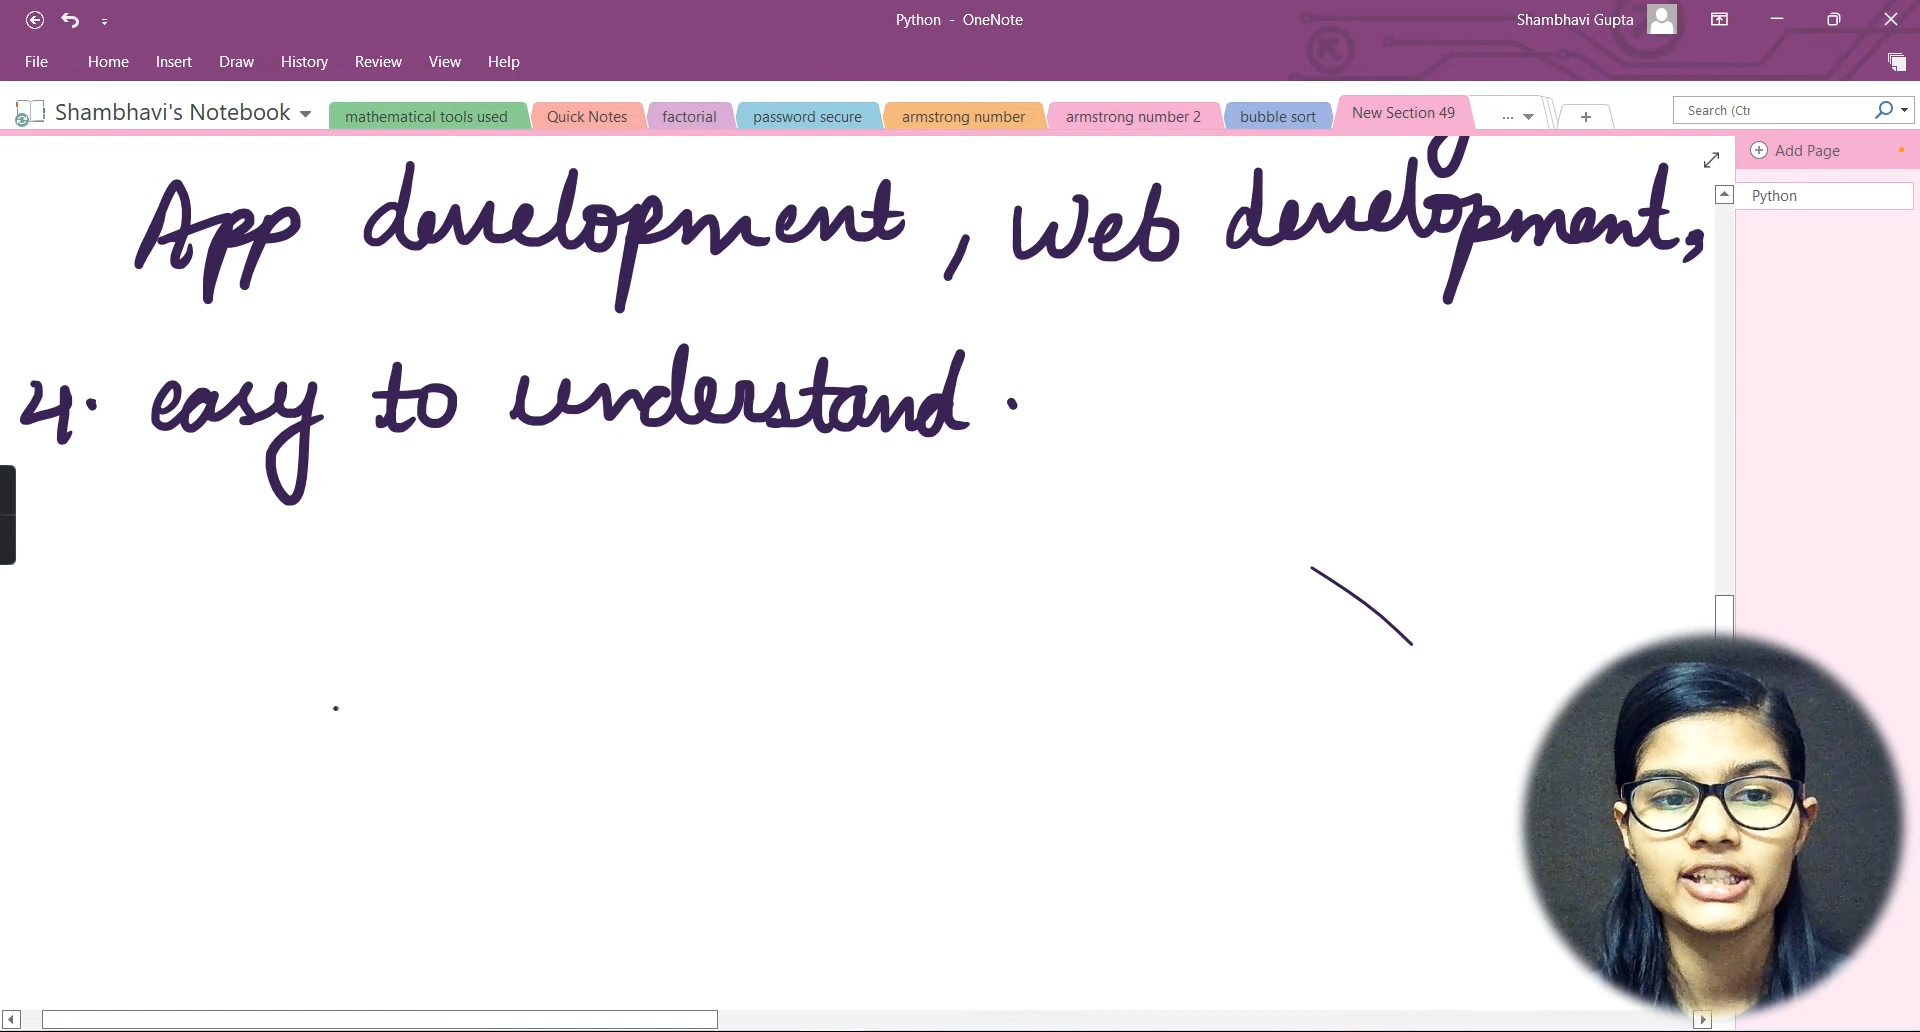 Python - OneNote
Shambhavi Gupta
File Home Insert Draw History Review View Help
Shambhavi's Notebook
mathematical tools used
Quick Notes
factorial
password secure
armstrong number
armstrong number 2
bubble sort
New Section 49
...
Search (Ctr
Add Page
Python
App development, Web development,
4. easy to understand.